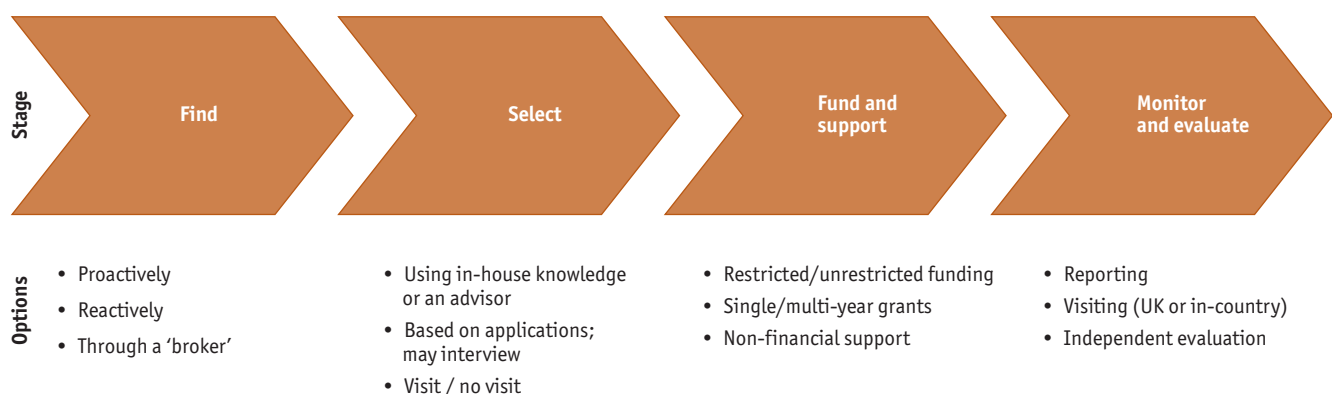 Stage
Find
Select
Fund and
support
Monitor
and evaluate
Options
• Proactively
• Reactively
• Through a ‘broker’
• Using in-house knowledge
or an advisor
• Based on applications;
may interview
• Visit / no visit
• Restricted/unrestricted funding
• Single/multi-year grants
• Non-financial support
• Reporting
• Visiting (UK or in-country)
• Independent evaluation